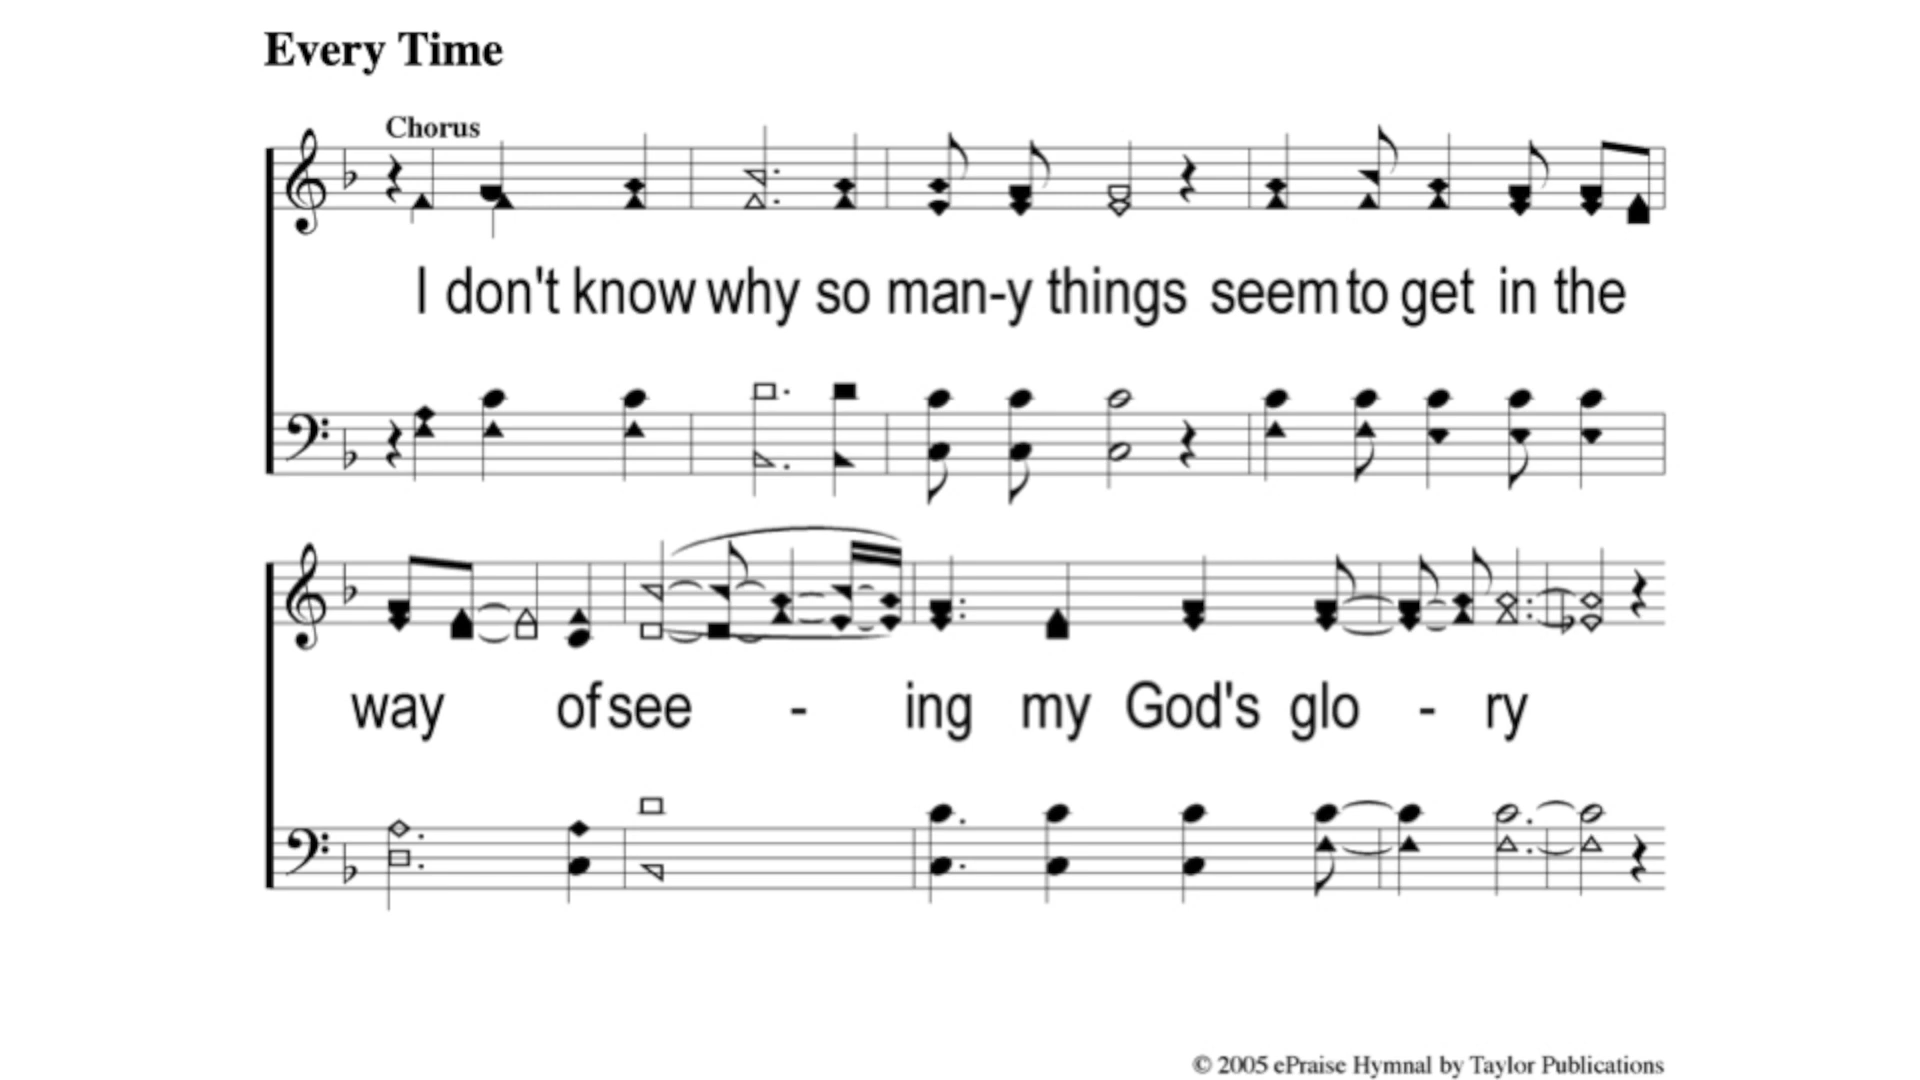 Every Time
Chorus
I don't know why so man-y things seem to get in the
way of see - ing my God's glo - ry
© 2005 ePraise Hymnal by Taylor Publications